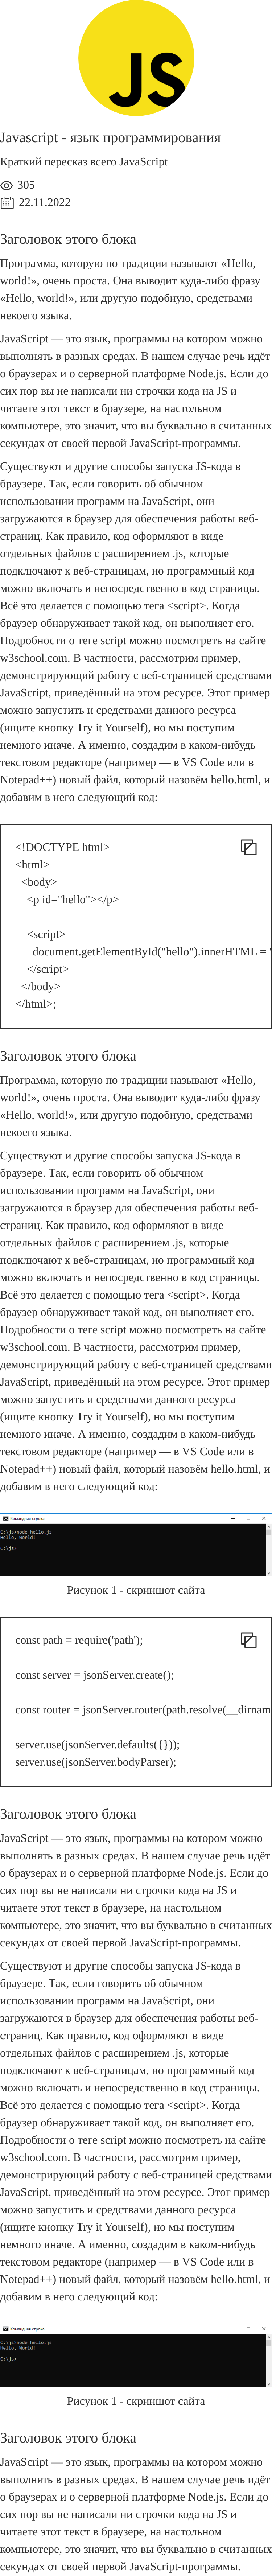 JS
Javascript - язык программирования
Краткий пересказ всего JavaScript
305
22.11.2022
Заголовок этого блока
Программа, которую по традиции называют «Hello,
world!», очень проста. Она выводит куда-либо фразу
«Hello, world!», или другую подобную, средствами
некоего языка.
JavaScript — это язык, программы на котором можно
выполнять в разных средах. В нашем случае речь идёт
о браузерах и о серверной платформе Node.js. Если до
сих пор вы не написали ни строчки кода на JS и
читаете этот текст в браузере, на настольном
компьютере, это значит, что вы буквально в считанных
секундах от своей первой JavaScript-программы.
Существуют и другие способы запуска JS-кода в
браузере. Так, если говорить об обычном
использовании программ на JavaScript, они
загружаются в браузер для обеспечения работы веб-
страниц. Как правило, код оформляют в виде
отдельных файлов с расширением .js, которые
подключают к веб-страницам, но программный код
можно включать и непосредственно в код страницы.
Всё это делается с помощью тега <script>. Когда
браузер обнаруживает такой код, он выполняет его.
Подробности о теге script можно посмотреть на сайте
w3school.com. В частности, рассмотрим пример,
демонстрирующий работу с веб-страницей средствами
JavaScript, приведённый на этом ресурсе. Этот пример
можно запустить и средствами данного ресурса
(ищите кнопку Try it Yourself), но мы поступим
немного иначе. А именно, создадим в каком-нибудь
текстовом редакторе (например — в VS Code или в
Notepad++) новый файл, который назовём hello.html, и
добавим в него следующий код:
<!DOCTYPE html>
<html>
<body>
<p id="hello"></p>
<script>
document.getElementById("hello").innerHTML = "
</script>
</body>
</html>;
Заголовок этого блока
Программа, которую по традиции называют «Hello,
world!», очень проста. Она выводит куда-либо фразу
«Hello, world!», или другую подобную, средствами
некоего языка.
Существуют и другие способы запуска JS-кода в
браузере. Так, если говорить об обычном
использовании программ на JavaScript, они
загружаются в браузер для обеспечения работы веб-
страниц. Как правило, код оформляют в виде
отдельных файлов с расширением .js, которые
подключают к веб-страницам, но программный код
можно включать и непосредственно в код страницы.
Всё это делается с помощью тега <script>. Когда
браузер обнаруживает такой код, он выполняет его.
Подробности о теге script можно посмотреть на сайте
w3school.com. В частности, рассмотрим пример,
демонстрирующий работу с веб-страницей средствами
JavaScript, приведённый на этом ресурсе. Этот пример
можно запустить и средствами данного ресурса
(ищите кнопку Try it Yourself), но мы поступим
немного иначе. А именно, создадим в каком-нибудь
текстовом редакторе (например — в VS Code или в
Notepad++) новый файл, который назовём hello.html, и
добавим в него следующий код:
Командная строка
C:\js>node hello.js
Hello, World!
C:\js>
Рисунок 1 - скриншот сайта
const path = require('path');
const server = jsonServer.create();
const router = jsonServer.router(path.resolve(__dirnam
server.use(jsonServer.defaults({}));
server.use(jsonServer.bodyParser);
Заголовок этого блока
JavaScript — это язык, программы на котором можно
выполнять в разных средах. В нашем случае речь идёт
о браузерах и о серверной платформе Node.js. Если до
сих пор вы не написали ни строчки кода на JS и
читаете этот текст в браузере, на настольном
компьютере, это значит, что вы буквально в считанных
секундах от своей первой JavaScript-программы.
Существуют и другие способы запуска JS-кода в
браузере. Так, если говорить об обычном
использовании программ на JavaScript, они
загружаются в браузер для обеспечения работы веб-
страниц. Как правило, код оформляют в виде
отдельных файлов с расширением .js, которые
подключают к веб-страницам, но программный код
можно включать и непосредственно в код страницы.
Всё это делается с помощью тега <script>. Когда
браузер обнаруживает такой код, он выполняет его.
Подробности о теге script можно посмотреть на сайте
w3school.com. В частности, рассмотрим пример,
демонстрирующий работу с веб-страницей средствами
JavaScript, приведённый на этом ресурсе. Этот пример
можно запустить и средствами данного ресурса
(ищите кнопку Try it Yourself), но мы поступим
немного иначе. А именно, создадим в каком-нибудь
текстовом редакторе (например — в VS Code или в
Notepad++) новый файл, который назовём hello.html, и
добавим в него следующий код:
Командная строка
C:\js>node hello.js
Hello, World!
C:\js>
Рисунок 1 - скриншот сайта
Заголовок этого блока
JavaScript — это язык, программы на котором можно
выполнять в разных средах. В нашем случае речь идёт
о браузерах и о серверной платформе Node.js. Если до
сих пор вы не написали ни строчки кода на JS и
читаете этот текст в браузере, на настольном
компьютере, это значит, что вы буквально в считанных
секундах от своей первой JavaScript-программы.